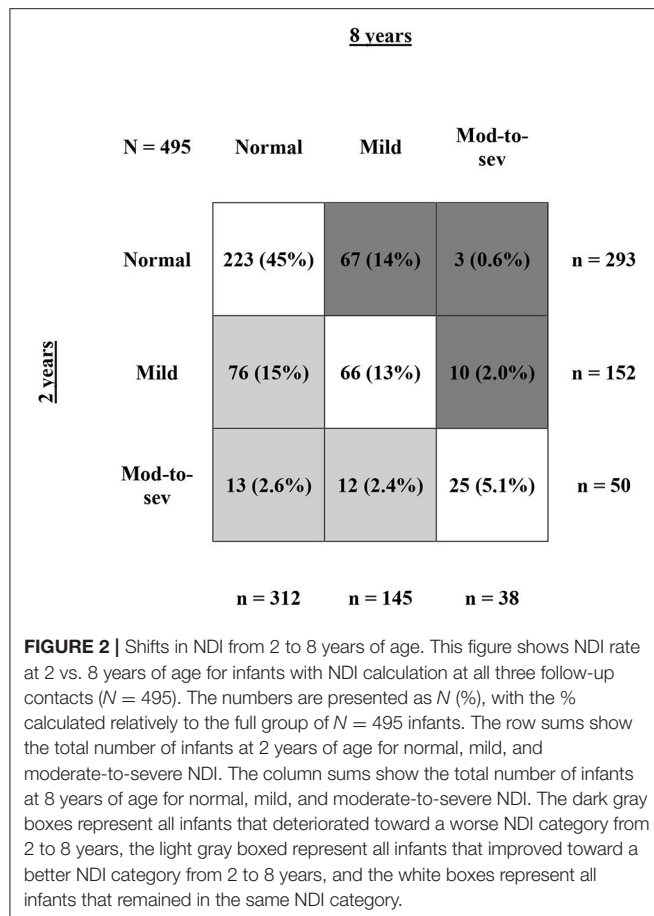 8 years
N = 495 Normal Mild Mod-to-
sev
Normal 223 (45%) 67 (14%) 3 (0.6%) n = 293
2 years
Mild 76 (15%) 66 (13%) 10 (2.0%) n = 152
Mod-to-
sev 13 (2.6%) 12 (2.4%) 25 (5.1%) n = 50
n = 312 n = 145 n = 38
FIGURE 2 | Shifts in NDI from 2 to 8 years of age. This figure shows NDI rate
at 2 vs. 8 years of age for infants with NDI calculation at all three follow-up
contacts (N = 495). The numbers are presented as N (%), with the %
calculated relatively to the full group of N = 495 infants. The row sums show
the total number of infants at 2 years of age for normal, mild, and
moderate-to-severe NDI. The column sums show the total number of infants
at 8 years of age for normal, mild, and moderate-to-severe NDI. The dark gray
boxes represent all infants that deteriorated toward a worse NDI category from
2 to 8 years, the light gray boxed represent all infants that improved toward a
better NDI category from 2 to 8 years, and the white boxes represent all
infants that remained in the same NDI category.